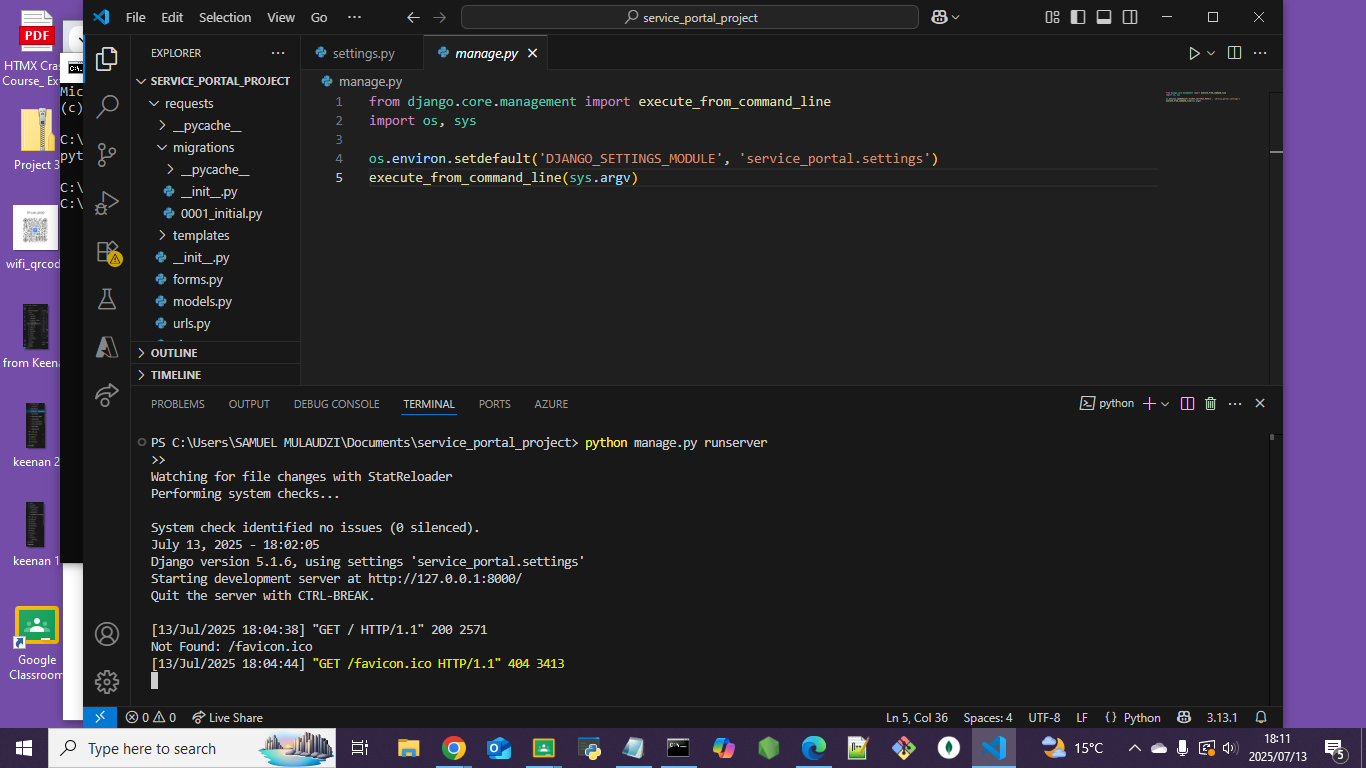 HTMX Cra
Course_ Ex
Project 3
wifi_qrcod
from Keena
keenan 2
keenan 1
Google
Classroom
Mic
(c)
C:\
pyt
C:\
C:\
File Edit Selection View Go ···
service_portal_project
EXPLORER ···
SERVICE_PORTAL_PROJECT
requests
__pycache__
migrations
__pycache__
__init__.py
0001_initial.py
templates
__init__.py
forms.py
models.py
urls.py
OUTLINE
TIMELINE
settings.py manage.py
manage.py
1 from django.core.management import execute_from_command_line
2 import os, sys
3
4 os.environ.setdefault('DJANGO_SETTINGS_MODULE', 'service_portal.settings')
5 execute_from_command_line(sys.argv)
PROBLEMS OUTPUT DEBUG CONSOLE TERMINAL PORTS AZURE
python
PS C:\Users\SAMUEL MULAUDZI\Documents\service_portal_project> python manage.py runserver
>>
Watching for file changes with StatReloader
Performing system checks...
System check identified no issues (0 silenced).
July 13, 2025 - 18:02:05
Django version 5.1.6, using settings 'service_portal.settings'
Starting development server at http://127.0.0.1:8000/
Quit the server with CTRL-BREAK.
[13/Jul/2025 18:04:38] "GET / HTTP/1.1" 200 2571
Not Found: /favicon.ico
[13/Jul/2025 18:04:44] "GET /favicon.ico HTTP/1.1" 404 3413
0 0 Live Share
Ln 5, Col 36 Spaces: 4 UTF-8 LF {} Python 3.13.1
Type here to search
15°C
18:11
2025/07/13
5
PDF